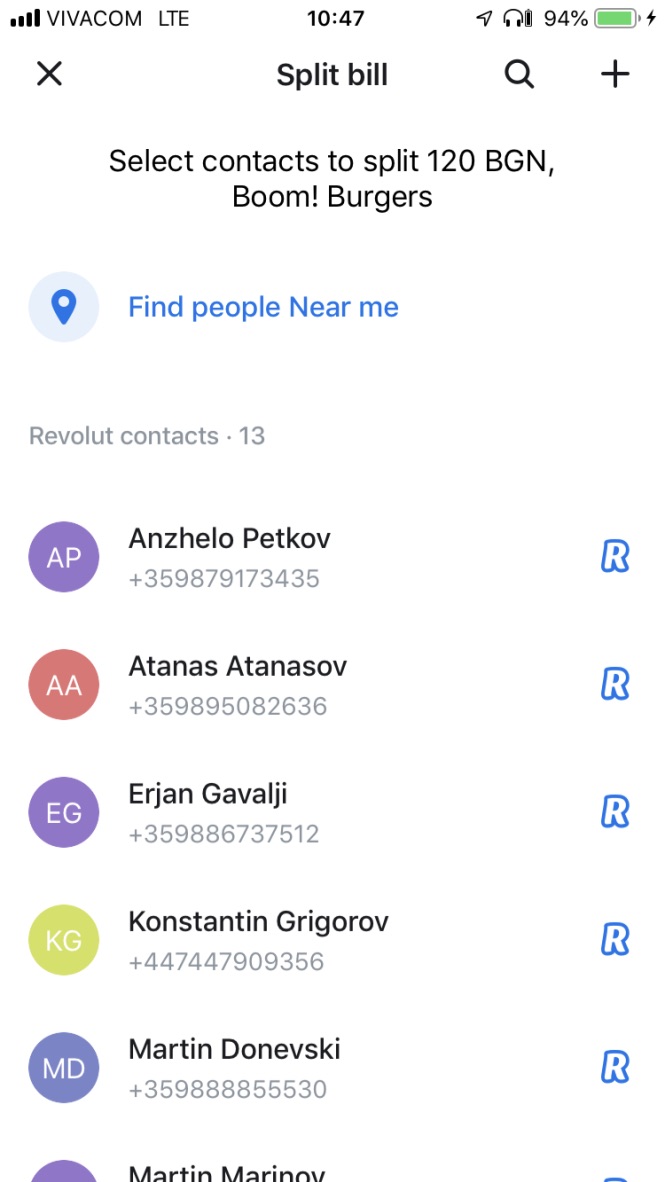 VIVACOM LTE 10:47 94%
Split bill
Select contacts to split 120 BGN,
Boom! Burgers
Find people Near me
Revolut contacts · 13
AP Anzhelo Petkov R
+359879173435
AA Atanas Atanasov R
+359895082636
EG Erjan Gavalji R
+359886737512
KG Konstantin Grigorov R
+447447909356
MD Martin Donevski R
+359888855530
Martin Marinov